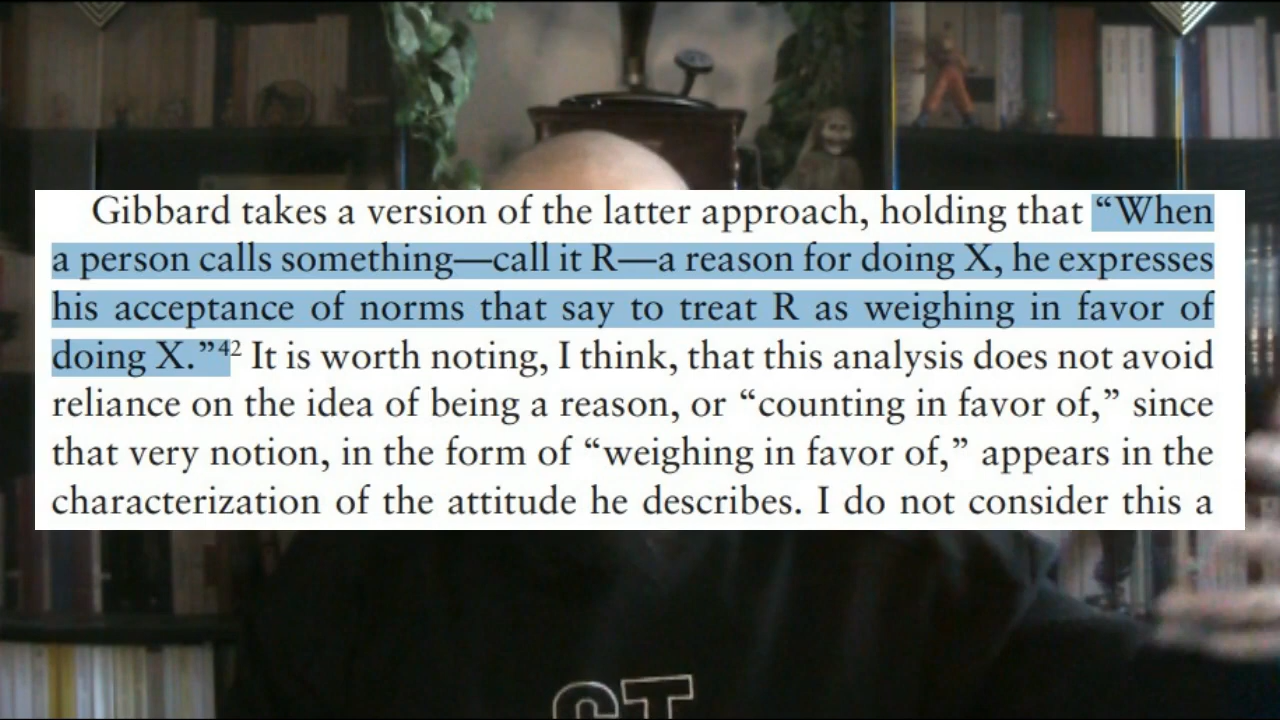 Gibbard takes a version of the latter approach, holding that “When
a person calls something—call it R—a reason for doing X, he expresses
his acceptance of norms that say to treat R as weighing in favor of
doing X.”42 It is worth noting, I think, that this analysis does not avoid
reliance on the idea of being a reason, or “counting in favor of,” since
that very notion, in the form of “weighing in favor of,” appears in the
characterization of the attitude he describes. I do not consider this a